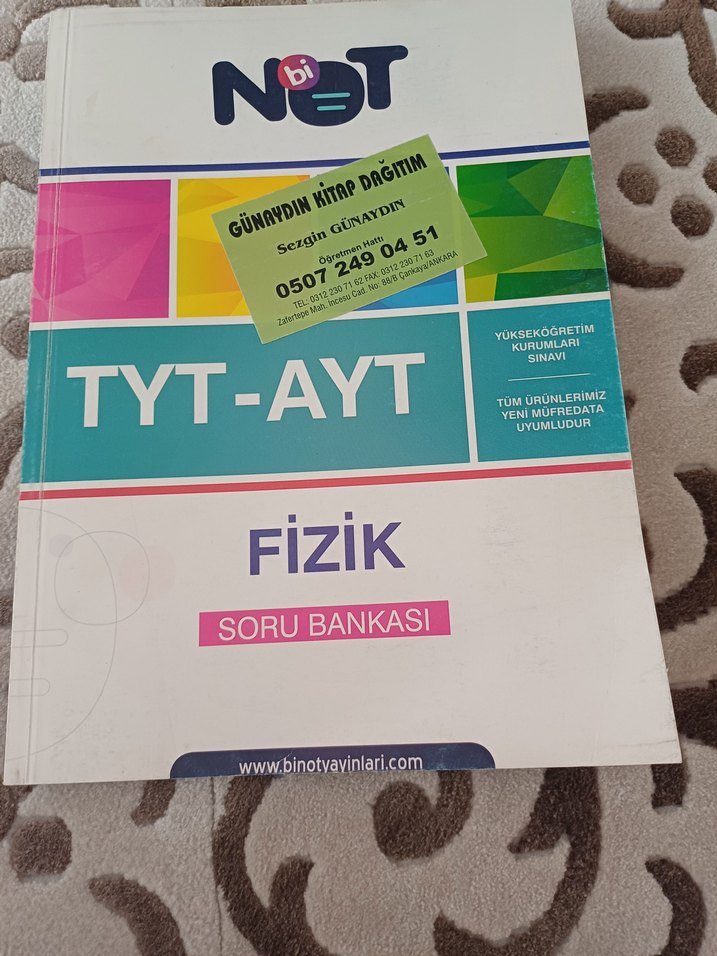 bi
NOT
GÜNAYDIN KİTAP DAĞITIM
Sezgin GÜNAYDIN
Öğretmen Hattı
0507 249 04 51
TEL: 0312 230 71 62 FAX: 0312 230 71 63
Zafertepe Mah. İncesu Cad. No: 88/B Çankaya/ANKARA
TYT-AYT
YÜKSEKÖĞRETİM
KURUMLARI
SINAVI
TÜM ÜRÜNLERİMİZ
YENİ MÜFREDATA
UYUMLUDUR
FİZİK
SORU BANKASI
www.binotyayinlari.com